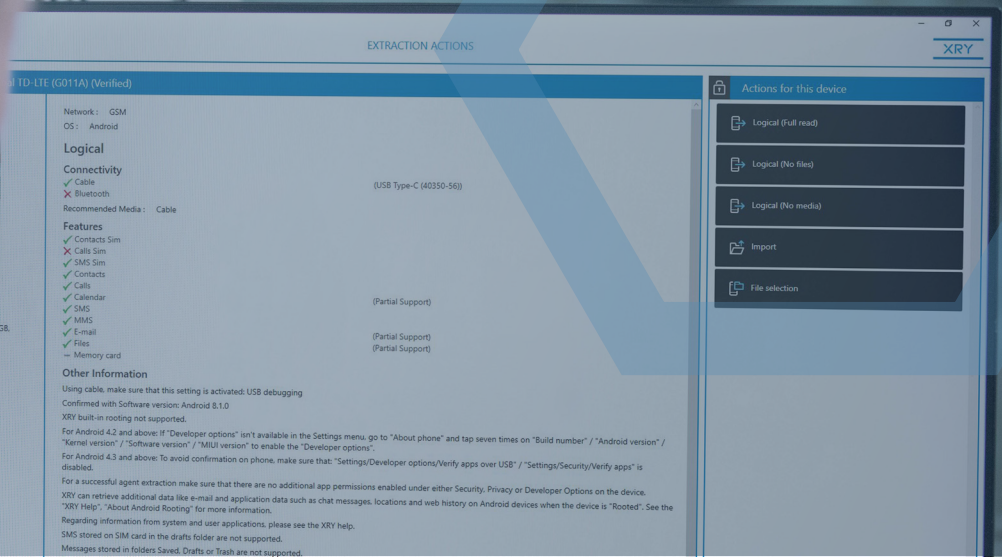 EXTRACTION ACTIONS
XRY
TD-LTE (G011A) (Verified)
Network : GSM
OS : Android
Logical
Connectivity
Cable (USB Type-C (40350-56))
Bluetooth
Recommended Media : Cable
Features
Contacts Sim
Calls Sim
SMS Sim
Contacts
Calls
Calendar (Partial Support)
SMS
MMS
E-mail (Partial Support)
Files (Partial Support)
Memory card
GB,
Other Information
Using cable, make sure that this setting is activated: USB debugging
Confirmed with Software version: Android 8.1.0
XRY built-in rooting not supported.
For Android 4.2 and above: If "Developer options" isn't available in the Settings menu, go to "About phone" and tap seven times on "Build number" / "Android version" /
"Kernel version" / "Software version" / "MIUI version" to enable the "Developer options".
For Android 4.3 and above: To avoid confirmation on phone, make sure that: "Settings/Developer options/Verify apps over USB" / "Settings/Security/Verify apps" is
disabled.
For a successful agent extraction make sure that there are no additional app permissions enabled under either Security, Privacy or Developer Options on the device.
XRY can retrieve additional data like e-mail and application data such as chat messages, locations and web history on Android devices when the device is "Rooted". See the
"XRY Help", "About Android Rooting" for more information.
Regarding information from system and user applications, please see the XRY help.
SMS stored on SIM card in the drafts folder are not supported.
Messages stored in folders Saved, Drafts or Trash are not supported.
Actions for this device
Logical (Full read)
Logical (No files)
Logical (No media)
Import
File selection